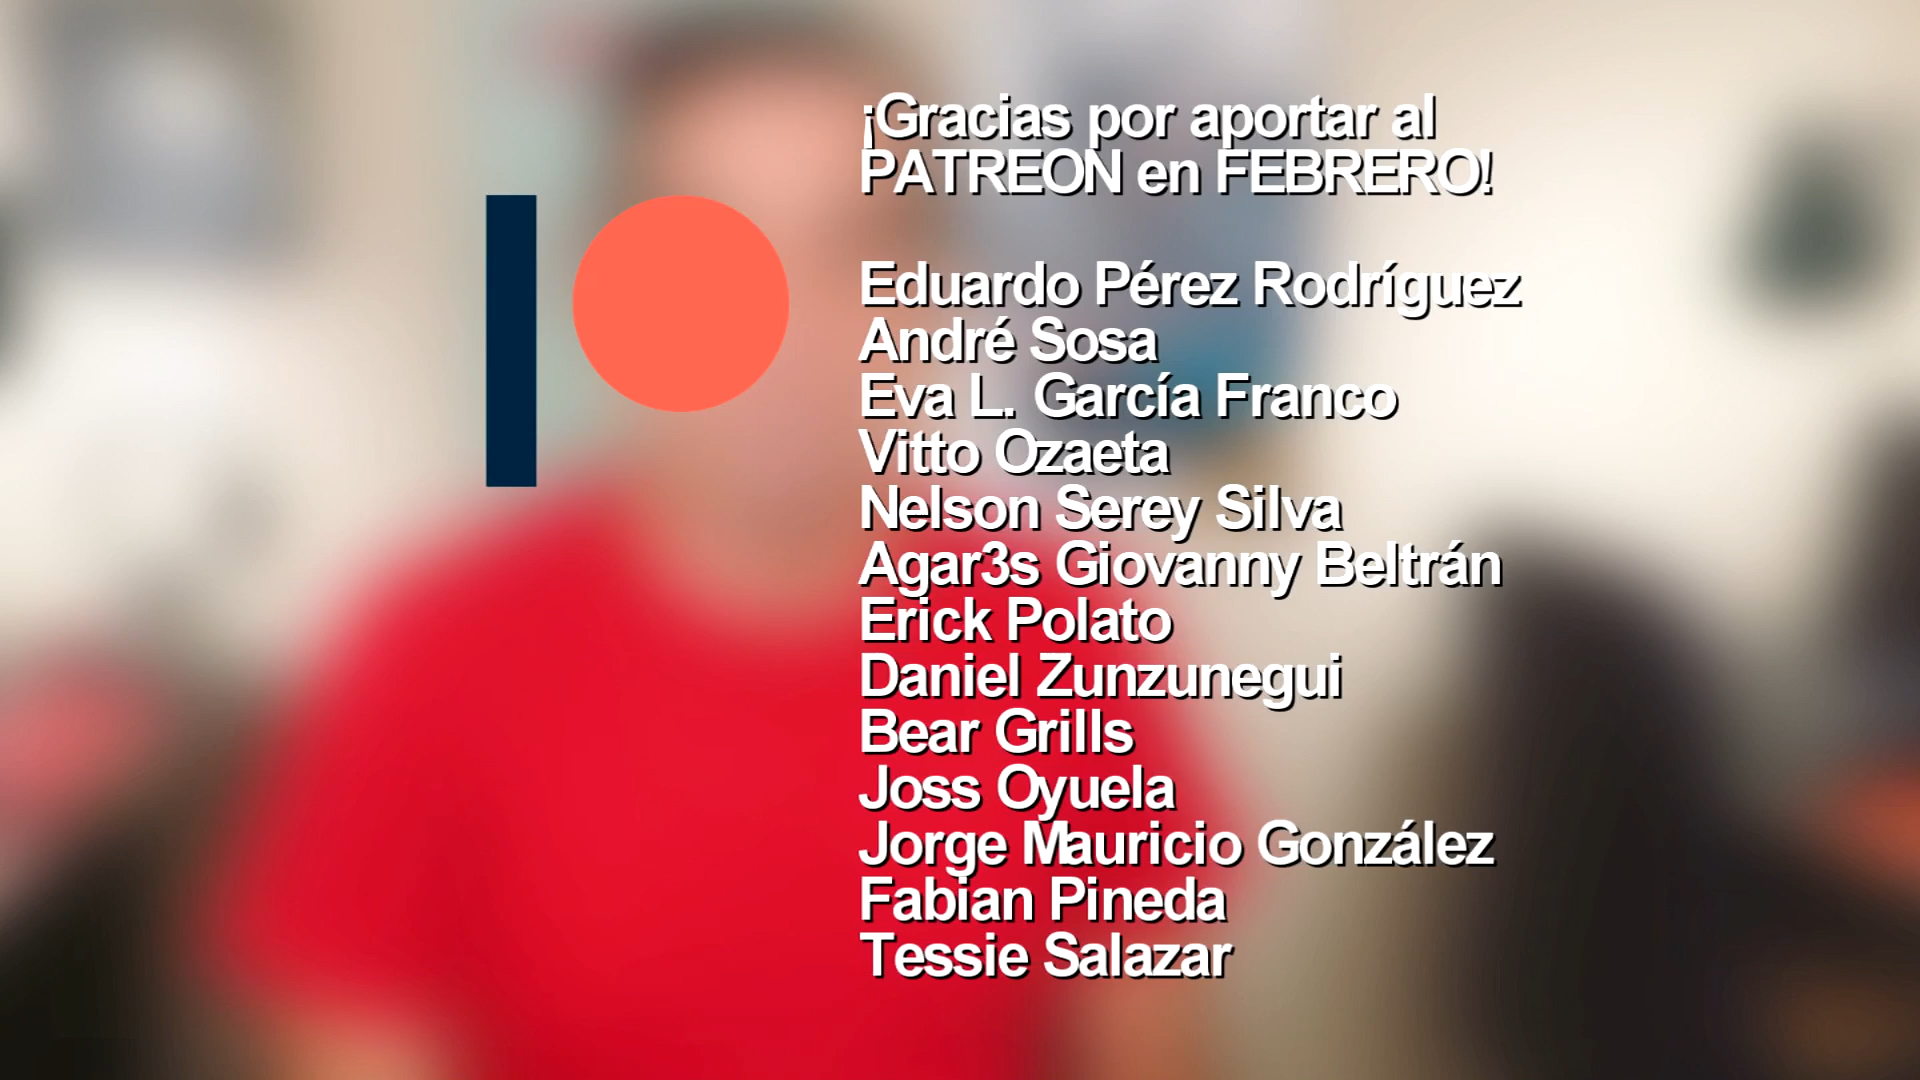 ¡Gracias por aportar al
PATREON en FEBRERO!
Eduardo Pérez Rodríguez
André Sosa
Eva L. García Franco
Vitto Ozaeta
Nelson Serey Silva
Agar3s Giovanny Beltrán
Erick Polato
Daniel Zunzunegui
Bear Grills
Joss Oyuela
Jorge Mauricio González
Fabian Pineda
Tessie Salazar